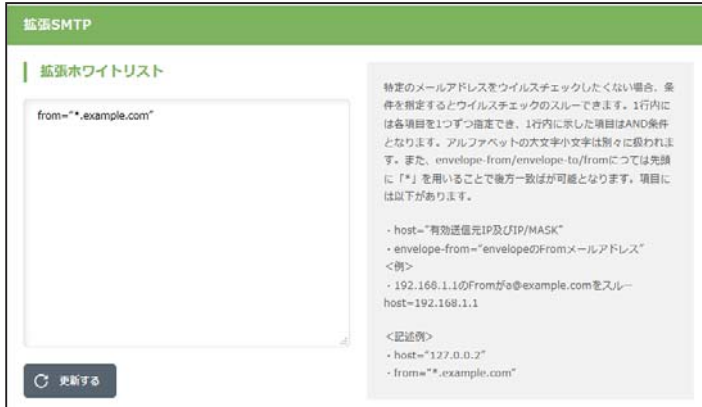 拡張SMTP
拡張ホワイトリスト
from="*.example.com"
更新する
特定のメールアドレスをウイルスチェックしたくない場合、条
件を指定するとウイルスチェックのスルーできます。1行内に
は各項目を1つずつ指定でき、1行内に示した項目はAND条件
となります。アルファベットの大文字小文字は別々に扱われま
す。また、envelope-from/envelope-to/fromにつては先頭
に「*」を用いることで後方一致ばが可能となります。項目に
は以下があります。
・host="有効送信元IP及びIP/MASK"
・envelope-from="envelopeのFromメールアドレス"
<例>
・192.168.1.1のFromがa@example.comをスルー
host=192.168.1.1
<記述例>
・host="127.0.0.2"
・from="*.example.com"